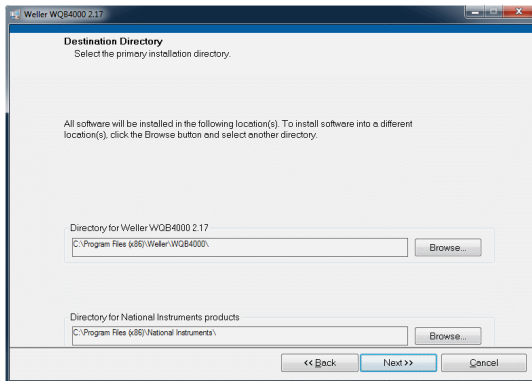 Weller WQB4000 2.17
Destination Directory
Select the primary installation directory.
All software will be installed in the following location(s). To install software into a different
location(s), click the Browse button and select another directory.
Directory for Weller WQB4000 2.17
C:\Program Files (x86)\Weller\WQB4000\
Browse...
Directory for National Instruments products
C:\Program Files (x86)\National Instruments\
Browse...
<< Back
Next >>
Cancel